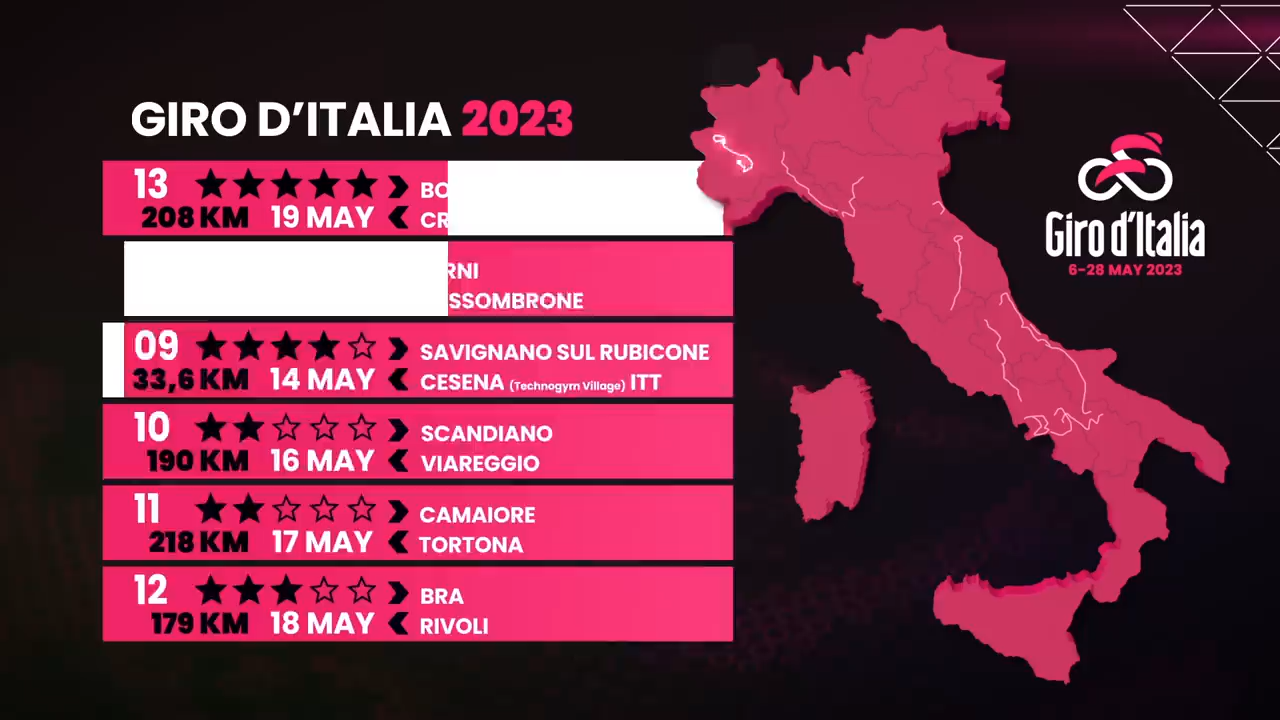 GIRO D'ITALIA 2023
13 ★★★★★ BO
208 KM 19 MAY CR
RNI
SSOMBRONE
09 ★★★★☆ SAVIGNANO SUL RUBICONE
33,6 KM 14 MAY CESENA (Technogym Village) ITT
10 ★★☆☆☆ SCANDIANO
190 KM 16 MAY VIAREGGIO
11 ★★☆☆☆ CAMAIORE
218 KM 17 MAY TORTONA
12 ★★★☆☆ BRA
179 KM 18 MAY RIVOLI
Giro d'Italia
6-28 MAY 2023